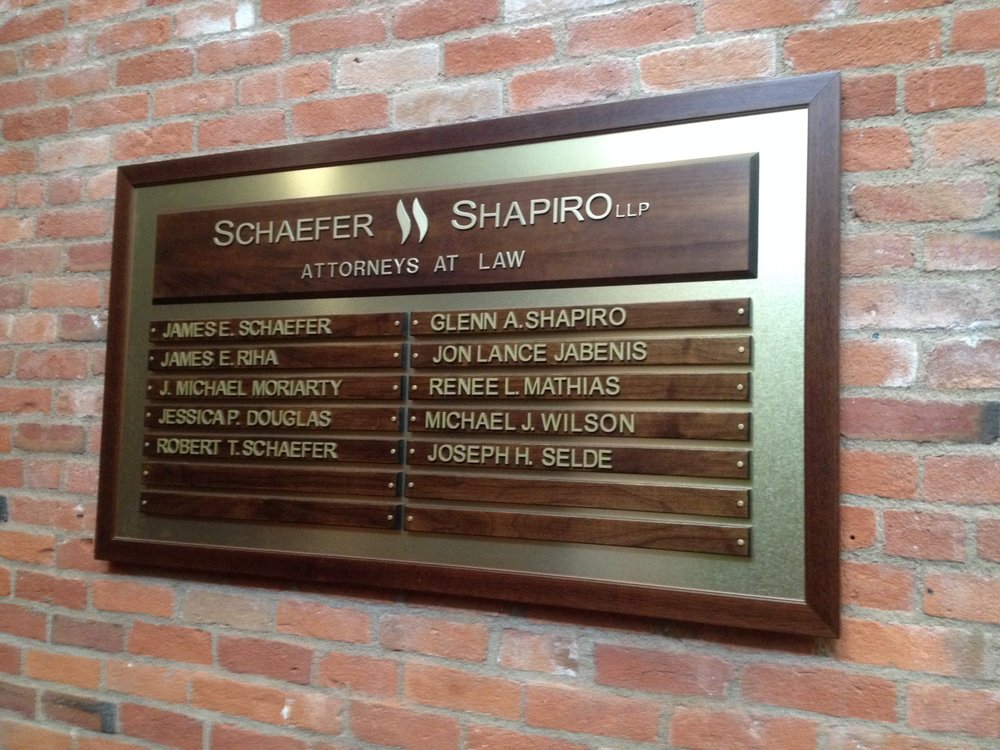 SCHAEFER SHAPIRO LLP
ATTORNEYS AT LAW
JAMES E. SCHAEFER
JAMES E. RIHA
J. MICHAEL MORIARTY
JESSICA P. DOUGLAS
ROBERT T. SCHAEFER
GLENN A. SHAPIRO
JON LANCE JABENIS
RENEE L. MATHIAS
MICHAEL J. WILSON
JOSEPH H. SELDE